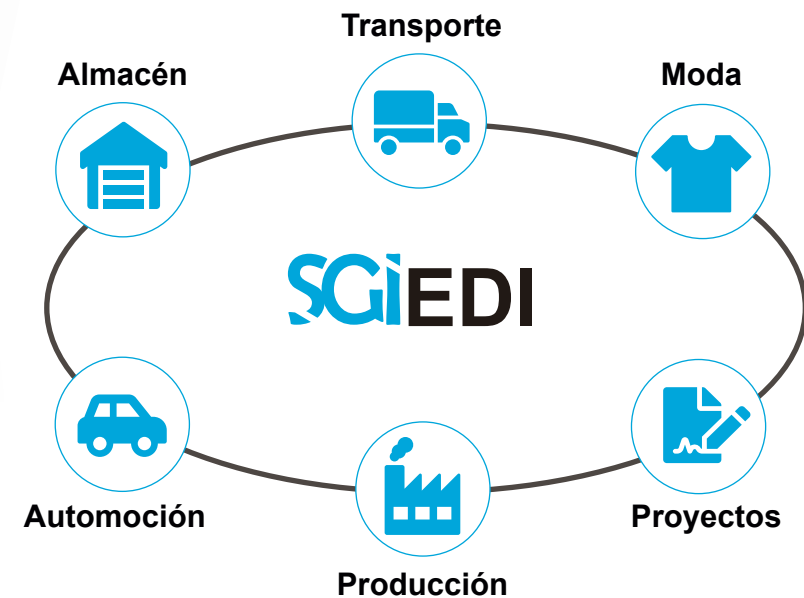 Transporte
Almacén
Moda
SGiEDI
Automoción
Proyectos
Producción